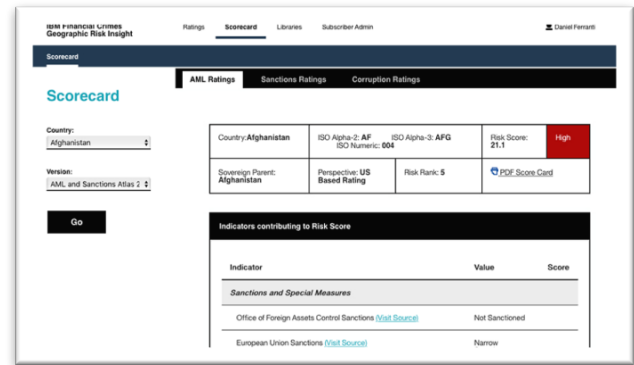 IBM Financial Crimes
Geographic Risk Insight
Ratings Scorecard Libraries Subscriber Admin
Daniel Ferranti
Scorecard
AML Ratings Sanctions Ratings Corruption Ratings
Scorecard
Country:
Afghanistan
Version:
AML and Sanctions Atlas 2
Go
Country:Afghanistan
ISO Alpha-2: AF ISO Alpha-3: AFG
ISO Numeric: 004
Risk Score:
21.1
High
Sovereign Parent:
Afghanistan
Perspective: US
Based Rating
Risk Rank: 5
PDF Score Card
Indicators contributing to Risk Score
Indicator Value Score
Sanctions and Special Measures
Office of Foreign Assets Control Sanctions (Visit Source) Not Sanctioned
European Union Sanctions (Visit Source) Narrow